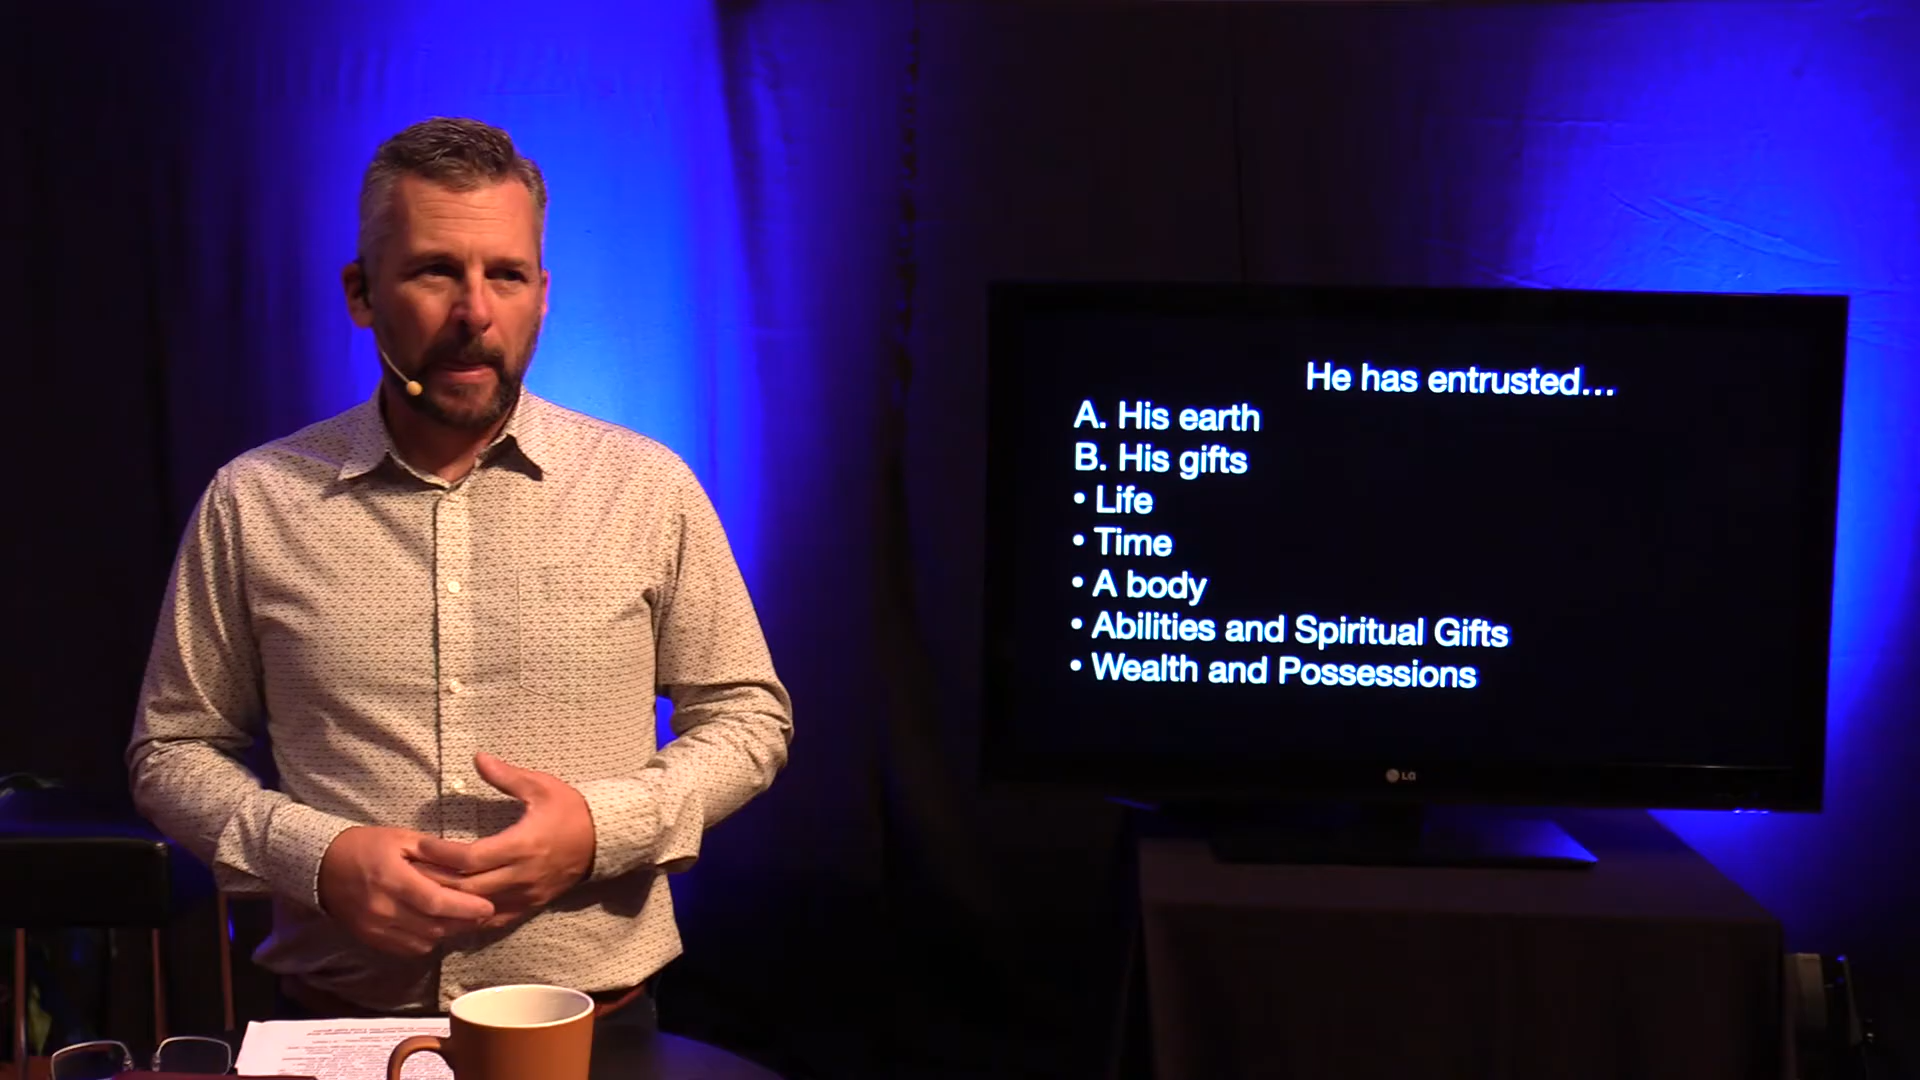 He has entrusted...
A. His earth
B. His gifts
• Life
• Time
• A body
• Abilities and Spiritual Gifts
• Wealth and Possessions
LG